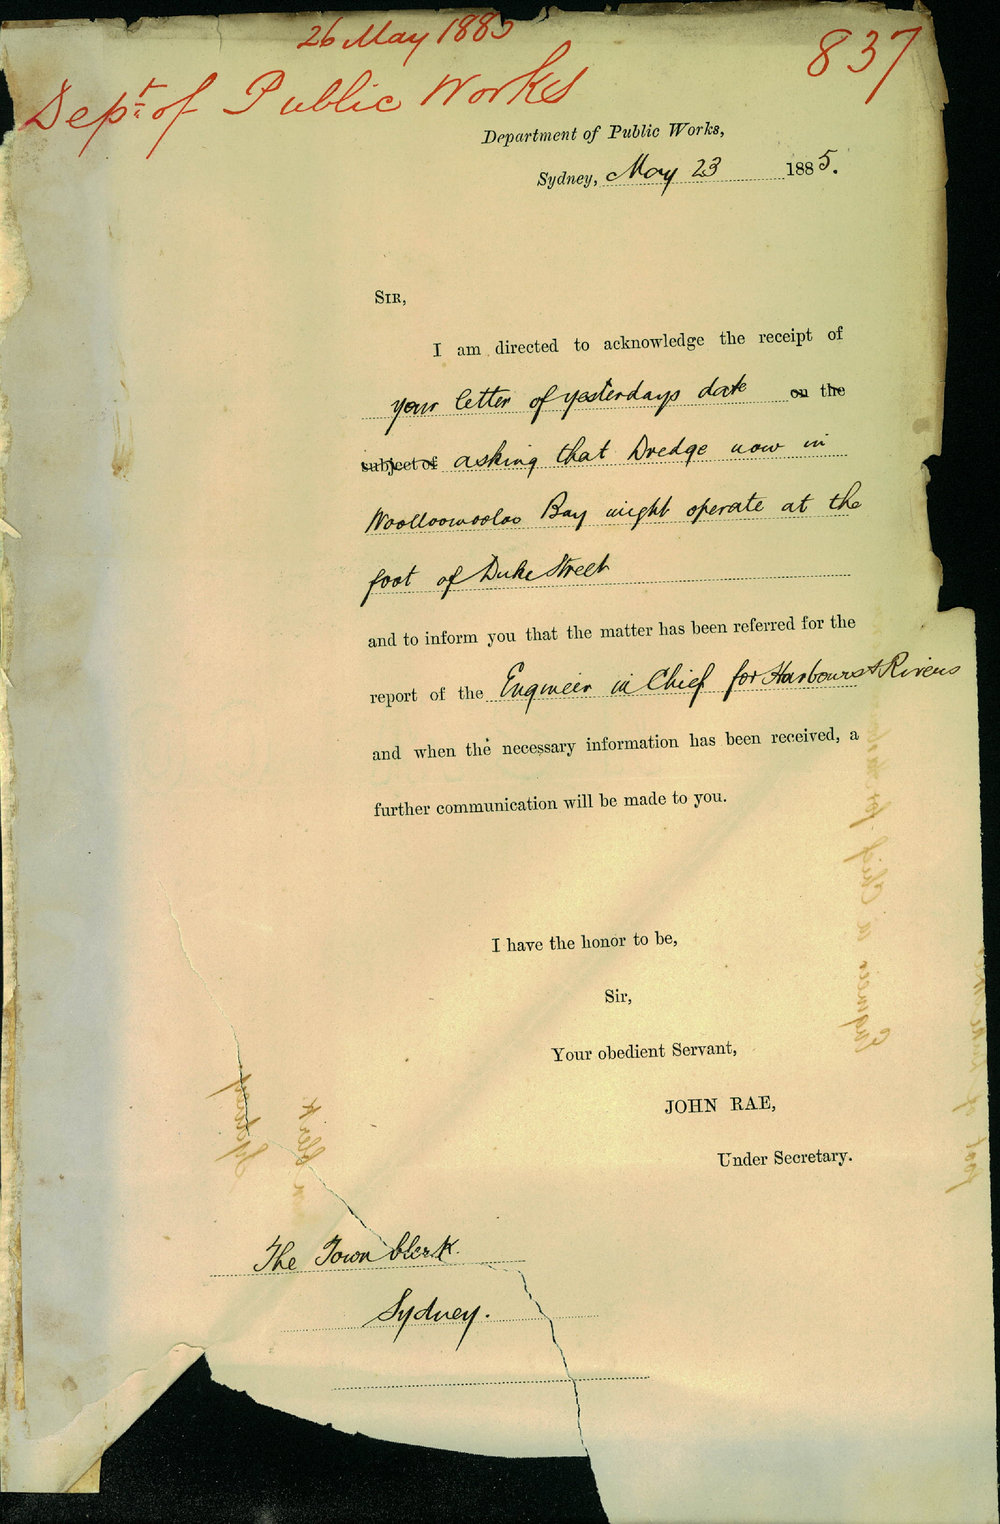 26 May 1885
837
Dept. of Public Works
Department of Public Works,
Sydney, May 23 1885.
SIR,
I am directed to acknowledge the receipt of
your letter of yesterdays date on the
subject of asking that Dredge now in
Woolloomooloo Bay might operate at the
foot of Duke Street
and to inform you that the matter has been referred for the
report of the Engineer in Chief for Harbours & Rivers
and when the necessary information has been received, a
further communication will be made to you.
I have the honor to be,
Sir,
Your obedient Servant,
JOHN RAE,
Under Secretary.
The Town Clerk.
Sydney.